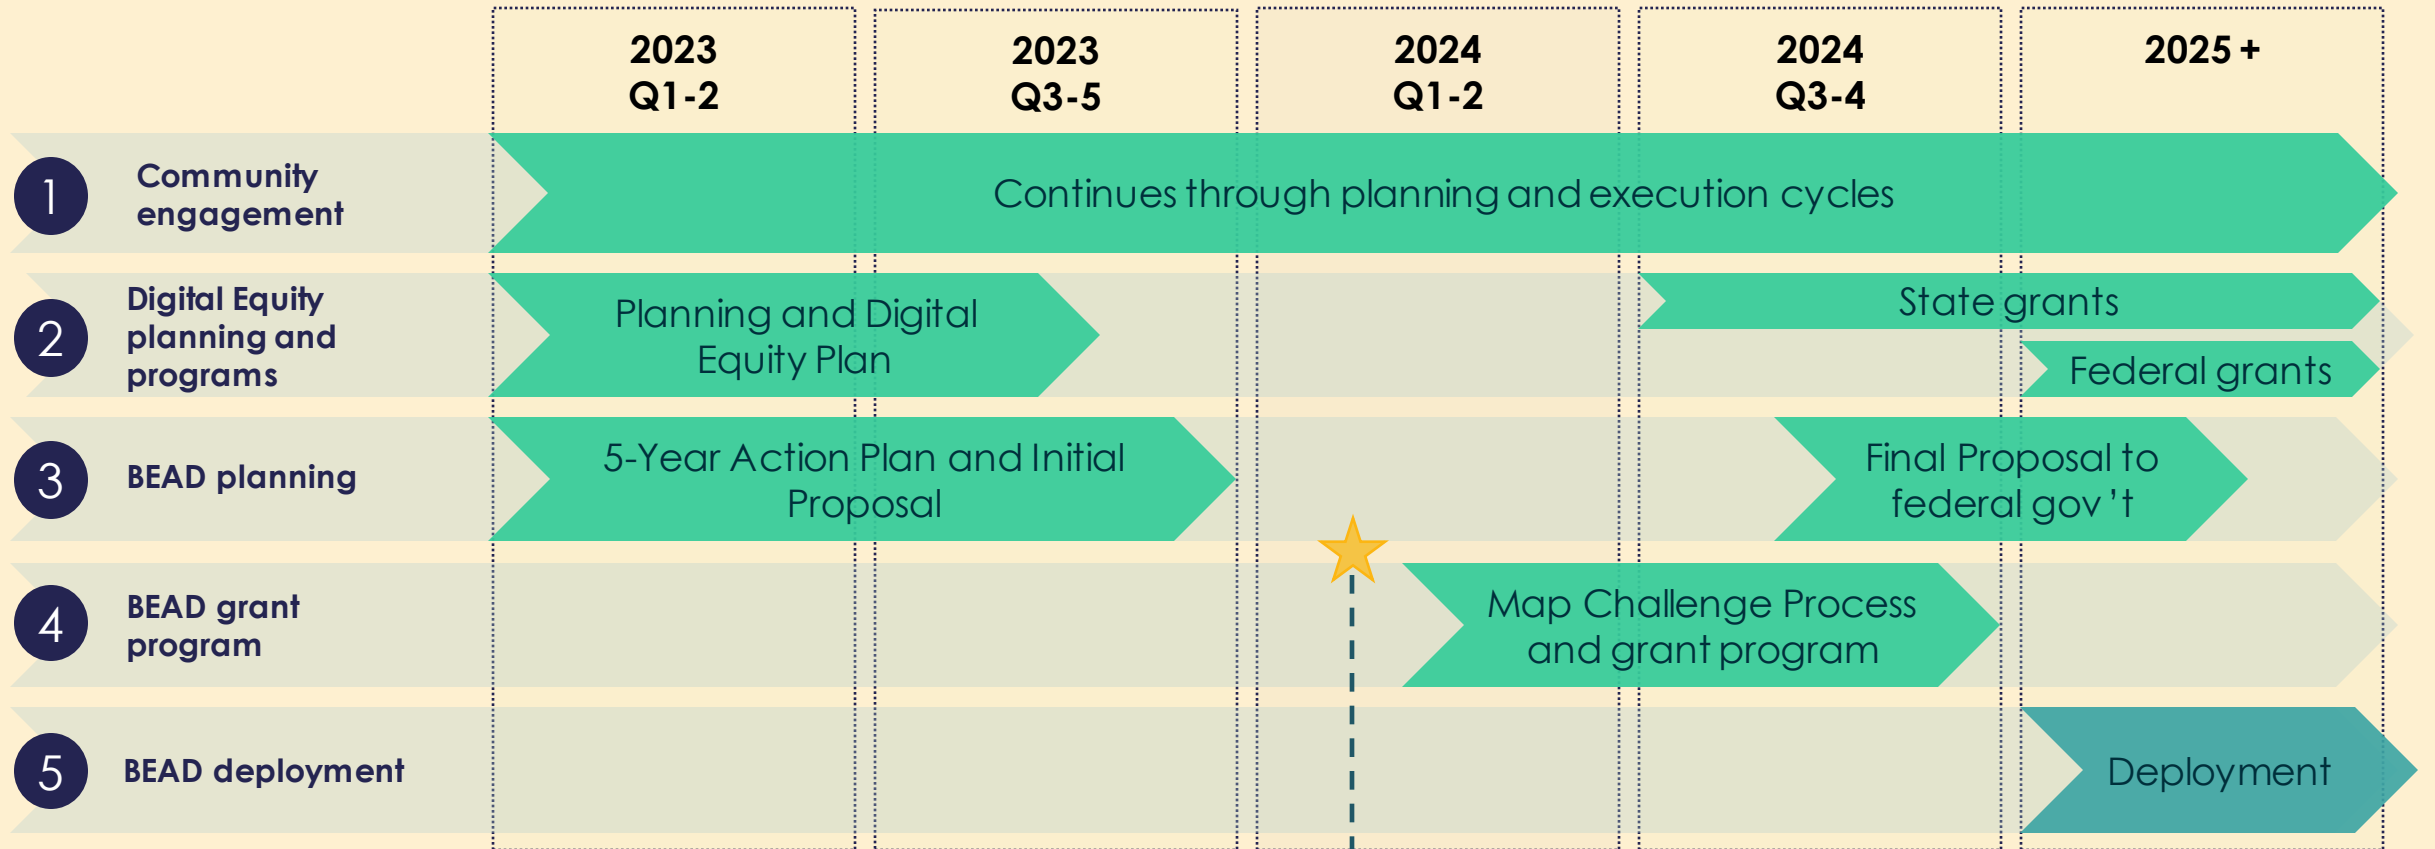 2023
Q1-2
2023
Q3-5
2024
Q1-2
2024
Q3-4
2025 +
1
Community
engagement
Continues through planning and execution cycles
2
Digital Equity
planning and
programs
Planning and Digital
Equity Plan
State grants
Federal grants
3
BEAD planning
5-Year Action Plan and Initial
Proposal
Final Proposal to
federal gov 't
4
BEAD grant
program
Map Challenge Process
and grant program
5
BEAD deployment
Deployment